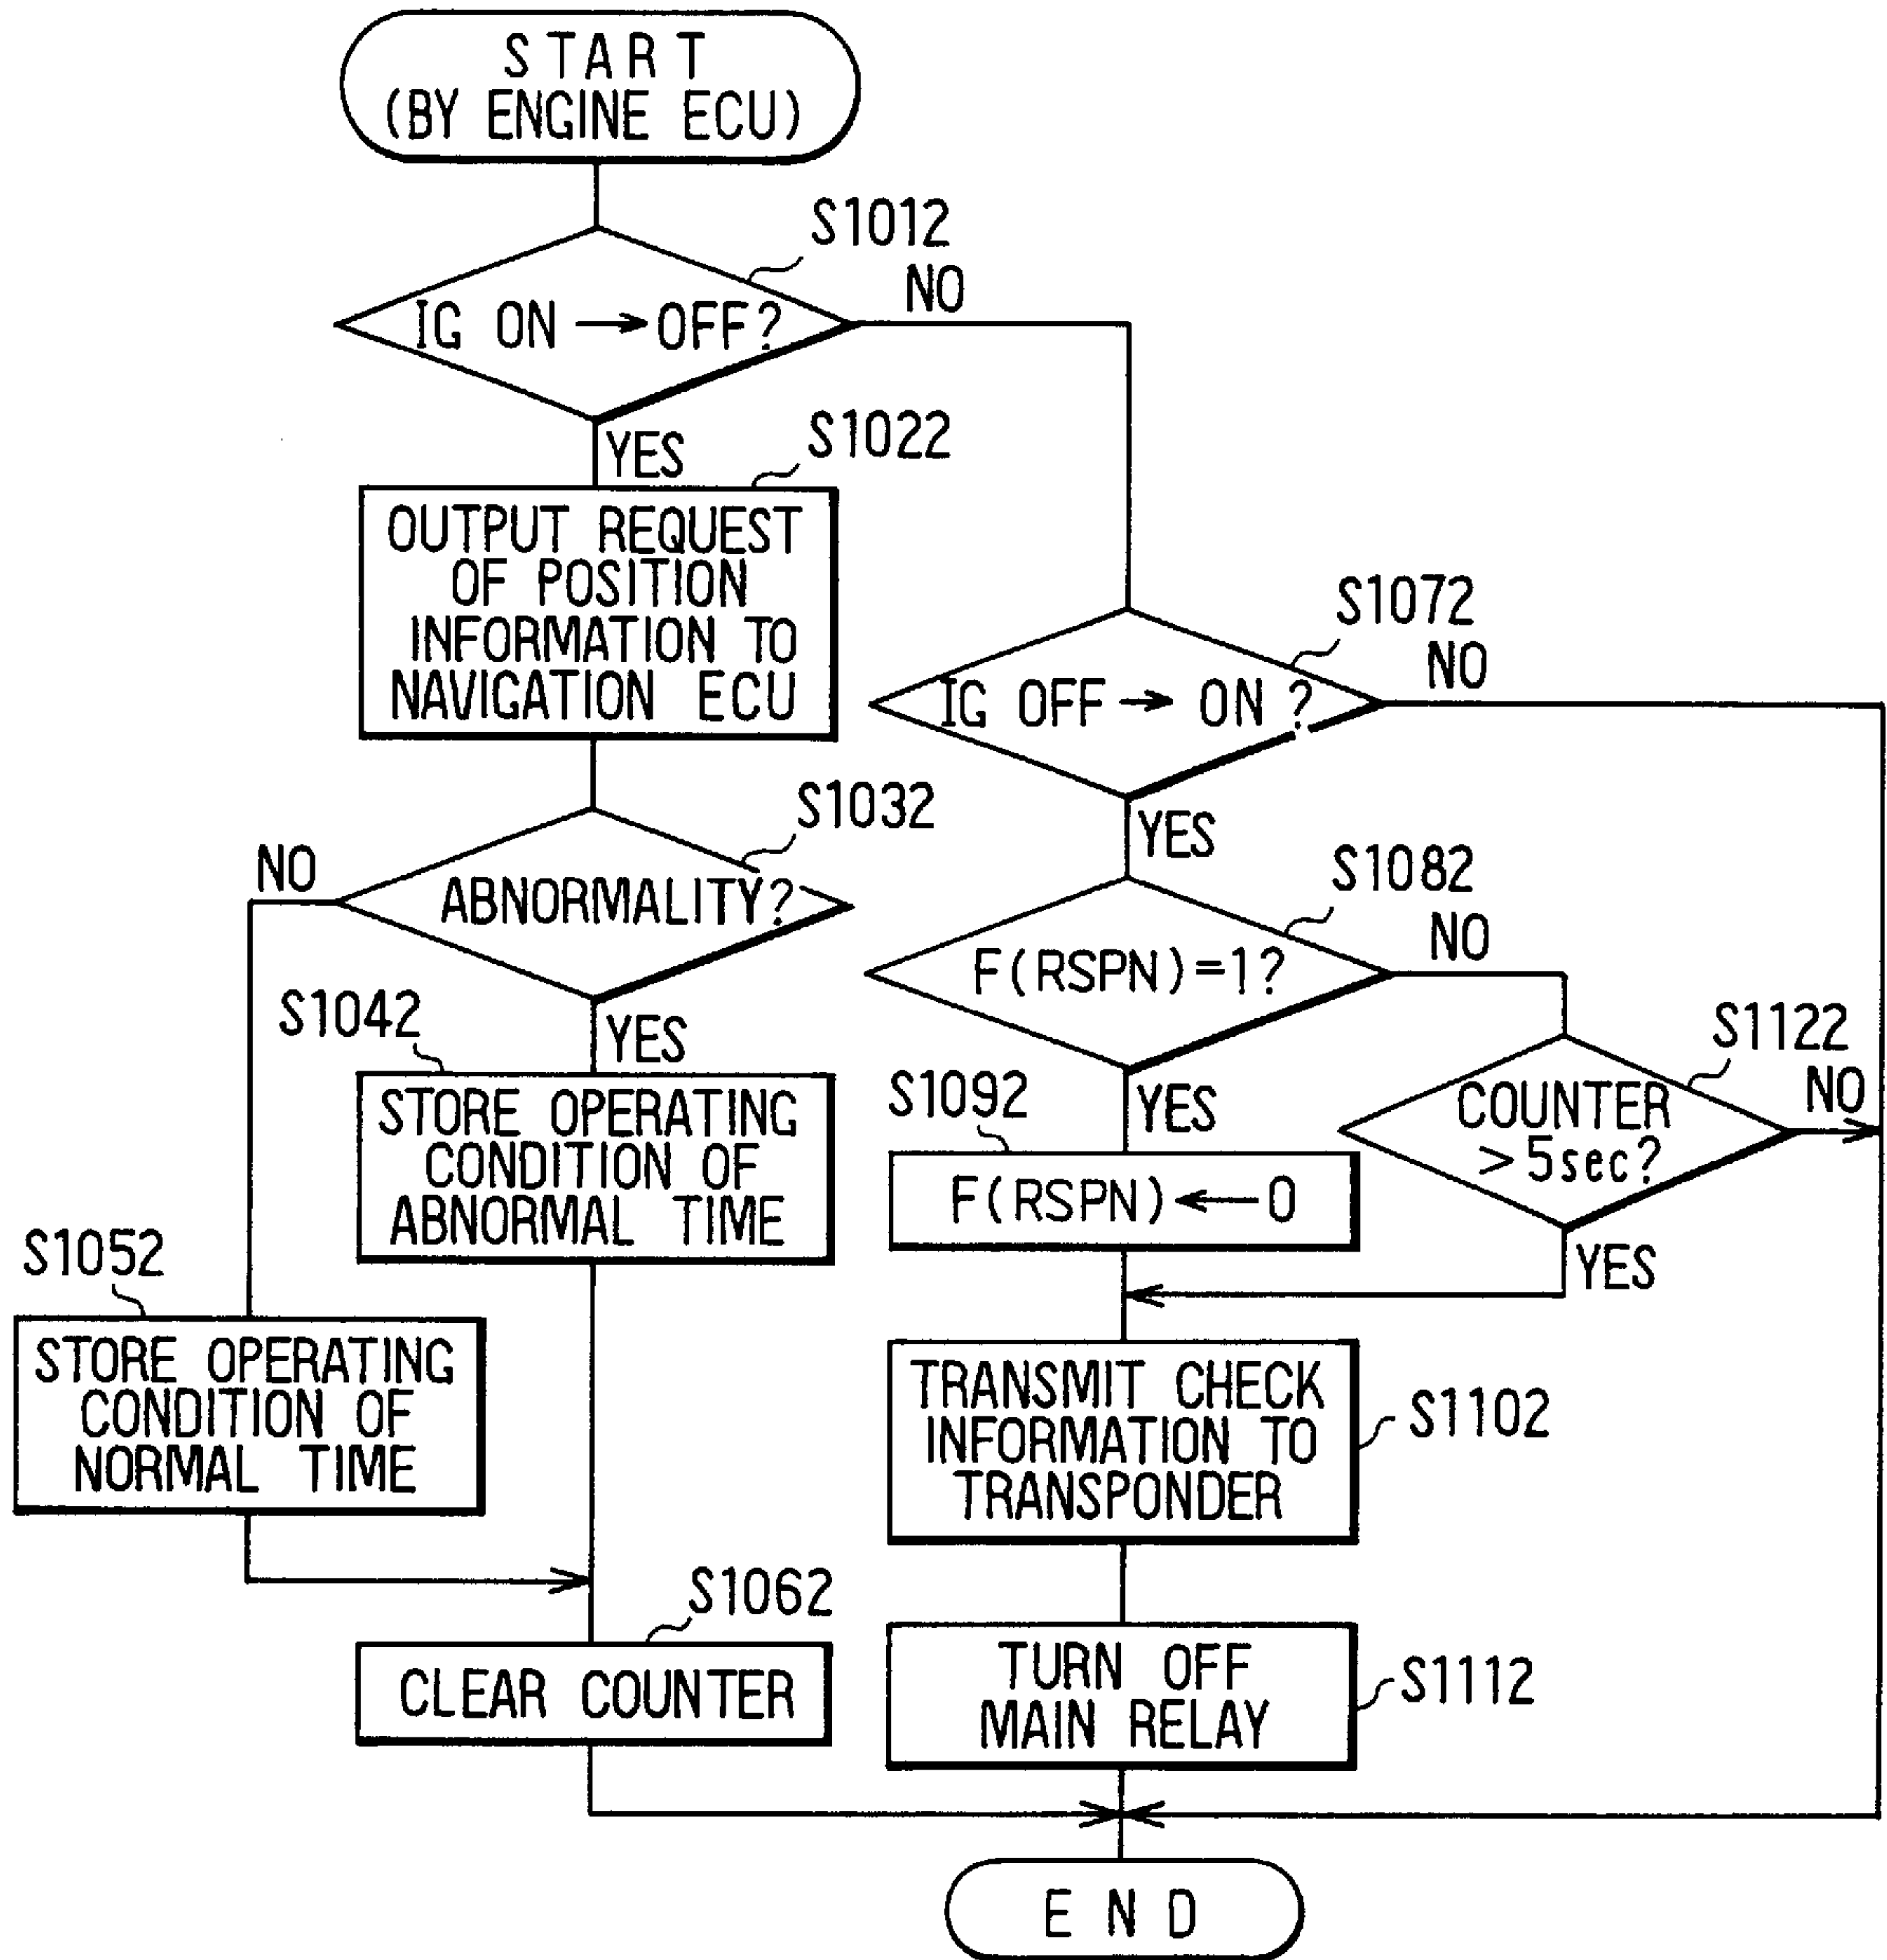 START
(BY ENGINE ECU)
S1012
IG ON → OFF?
NO
YES
S1022
OUTPUT REQUEST
OF POSITION
INFORMATION TO
NAVIGATION ECU
S1032
NO
ABNORMALITY?
YES
S1042
STORE OPERATING
CONDITION OF
ABNORMAL TIME
S1052
STORE OPERATING
CONDITION OF
NORMAL TIME
S1062
CLEAR COUNTER
S1072
NO
IG OFF → ON ?
YES
S1082
NO
F(RSPN)=1?
YES
S1122
NO
COUNTER
>5sec?
YES
S1092
F(RSPN)←0
TRANSMIT CHECK
INFORMATION TO
TRANSPONDER
S1102
TURN OFF
MAIN RELAY
S1112
END